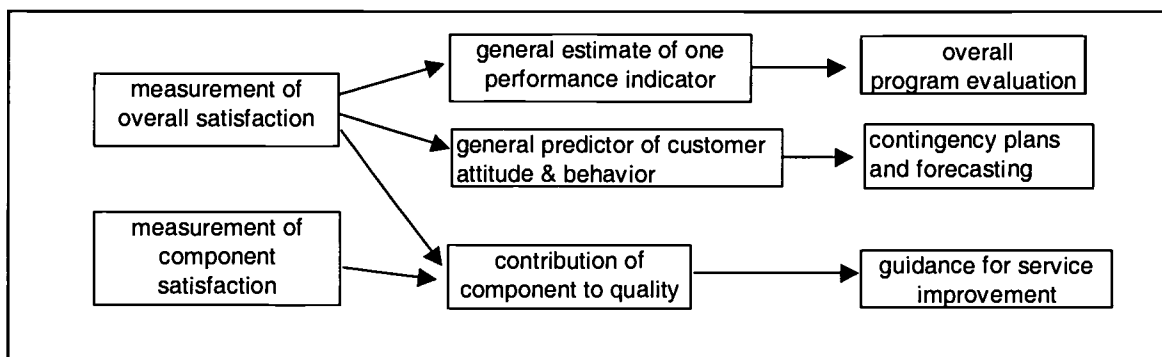 measurement of
overall satisfaction
general estimate of one
performance indicator
overall
program evaluation
general predictor of customer
attitude & behavior
contingency plans
and forecasting
measurement of
component
satisfaction
contribution of
component to quality
guidance for service
improvement